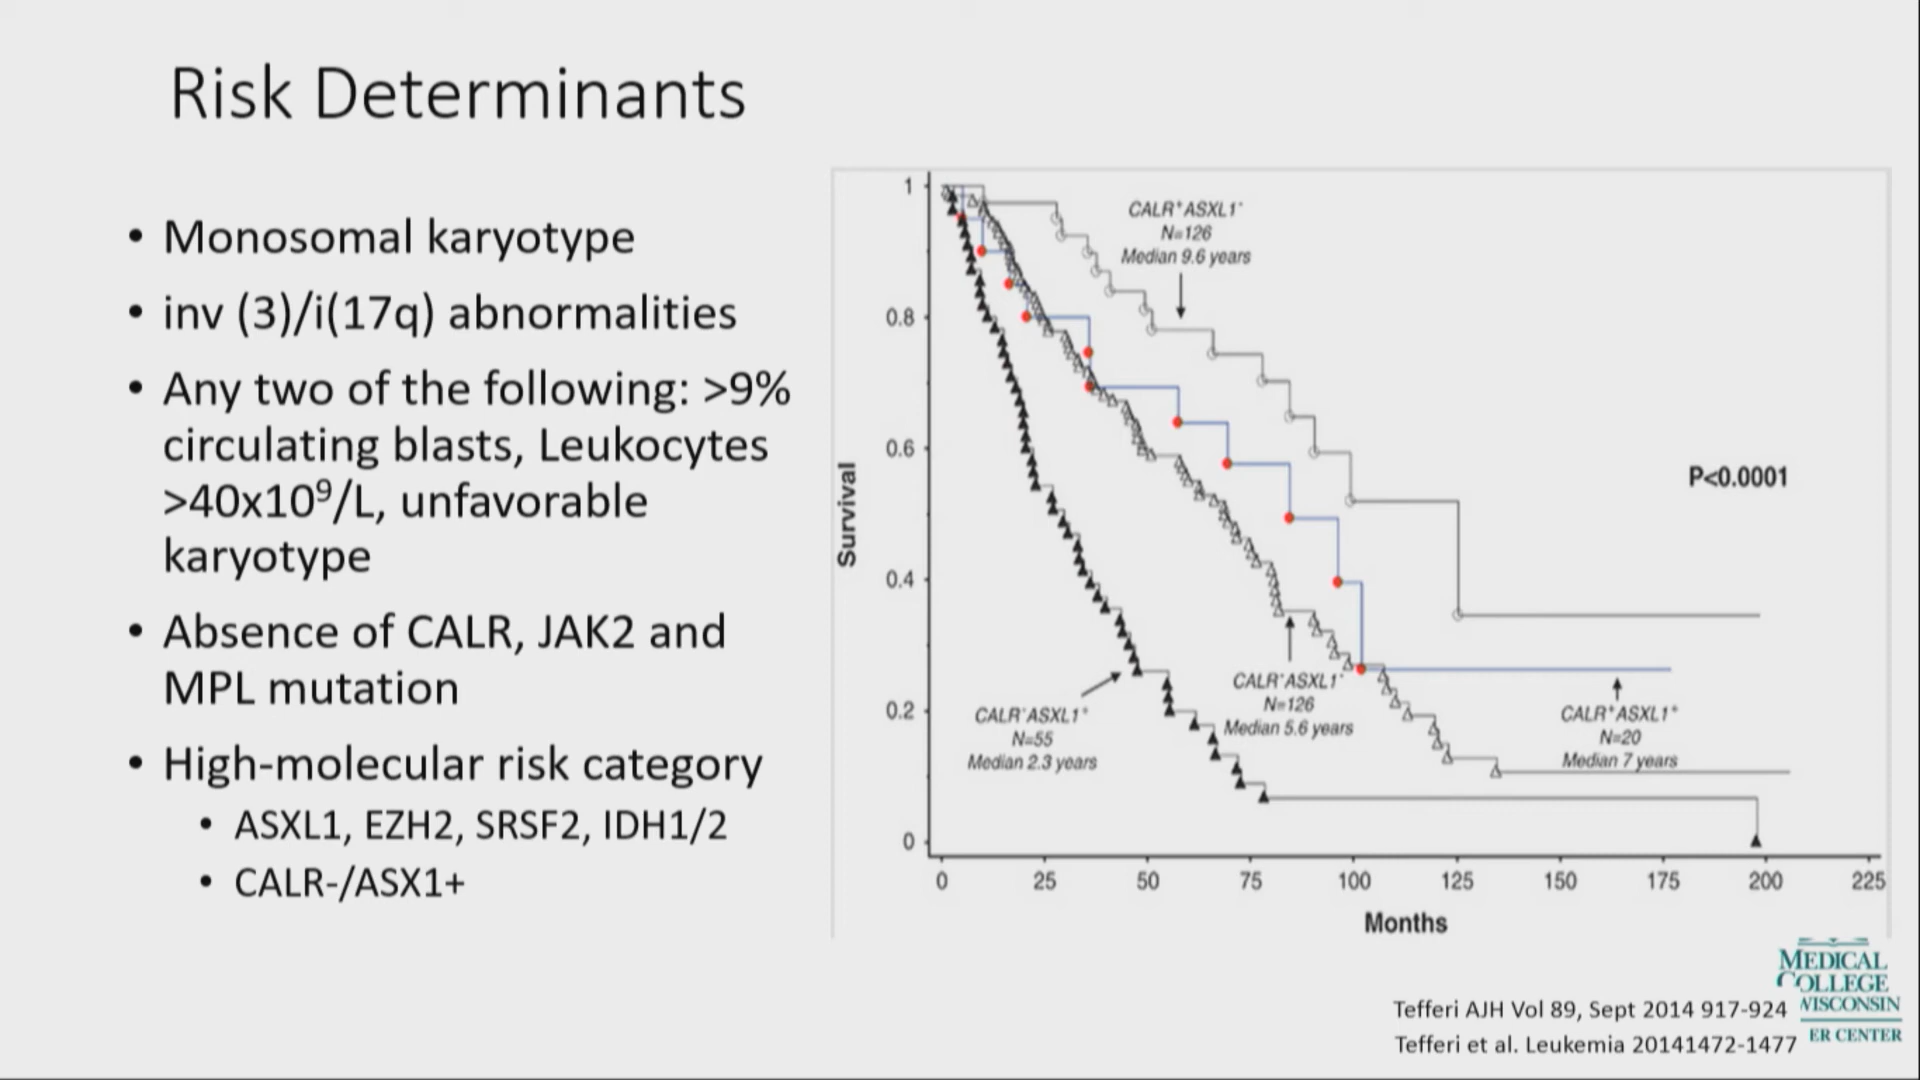 Risk Determinants
• Monosomal karyotype
• inv (3)/i(17q) abnormalities
• Any two of the following: >9%
circulating blasts, Leukocytes
>40x10⁹/L, unfavorable
karyotype
• Absence of CALR, JAK2 and
MPL mutation
• High-molecular risk category
• ASXL1, EZH2, SRSF2, IDH1/2
• CALR-/ASX1+
Survival
1
0.8
0.6
0.4
0.2
0
CALR⁺ASXL1⁻
N=126
Median 9.6 years
P<0.0001
CALR⁻ASXL1⁺
N=55
Median 2.3 years
CALR⁻ASXL1⁻
N=126
Median 5.6 years
CALR⁺ASXL1⁺
N=20
Median 7 years
0 25 50 75 100 125 150 175 200 225
Months
MEDICAL
COLLEGE
WISCONSIN
ER CENTER
Tefferi AJH Vol 89, Sept 2014 917-924
Tefferi et al. Leukemia 20141472-1477